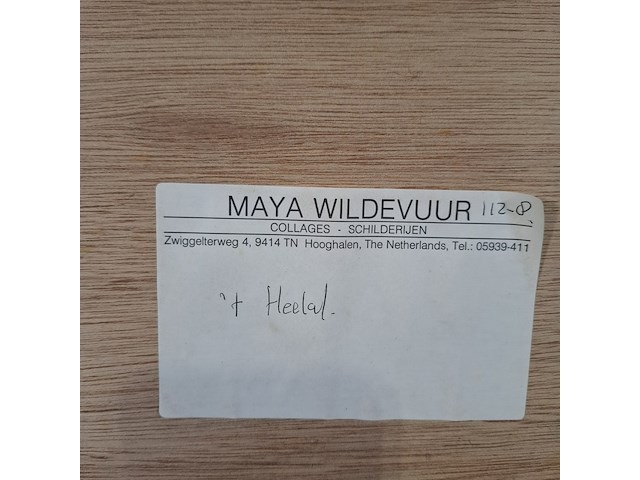 MAYA WILDEVUUR 112-8
COLLAGES - SCHILDERIJEN
Zwiggelterweg 4, 9414 TN Hooghalen, The Netherlands, Tel.: 05939-411
't Heelal.